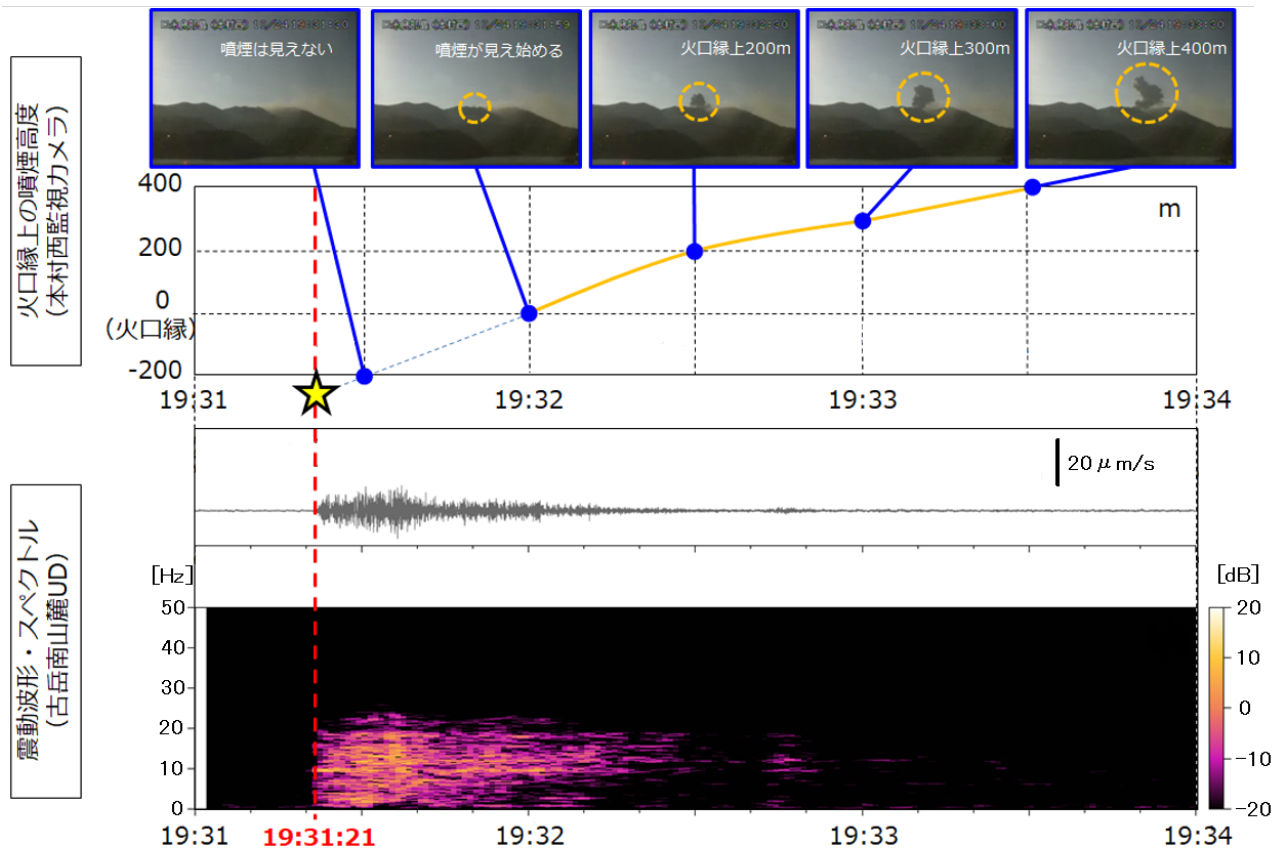 噴煙は見えない
噴煙が見え始める
火口縁上200m
火口縁上300m
火口縁上400m
火口縁上の噴煙高度
(本村西監視カメラ)
400
200
0
(火口縁)
-200
m
19:31
19:32
19:33
19:34
20μm/s
震動波形・スペクトル
(古岳南山麓UD)
[Hz]
50
40
30
20
10
0
[dB]
20
10
0
-10
-20
19:31
19:31:21
19:32
19:33
19:34